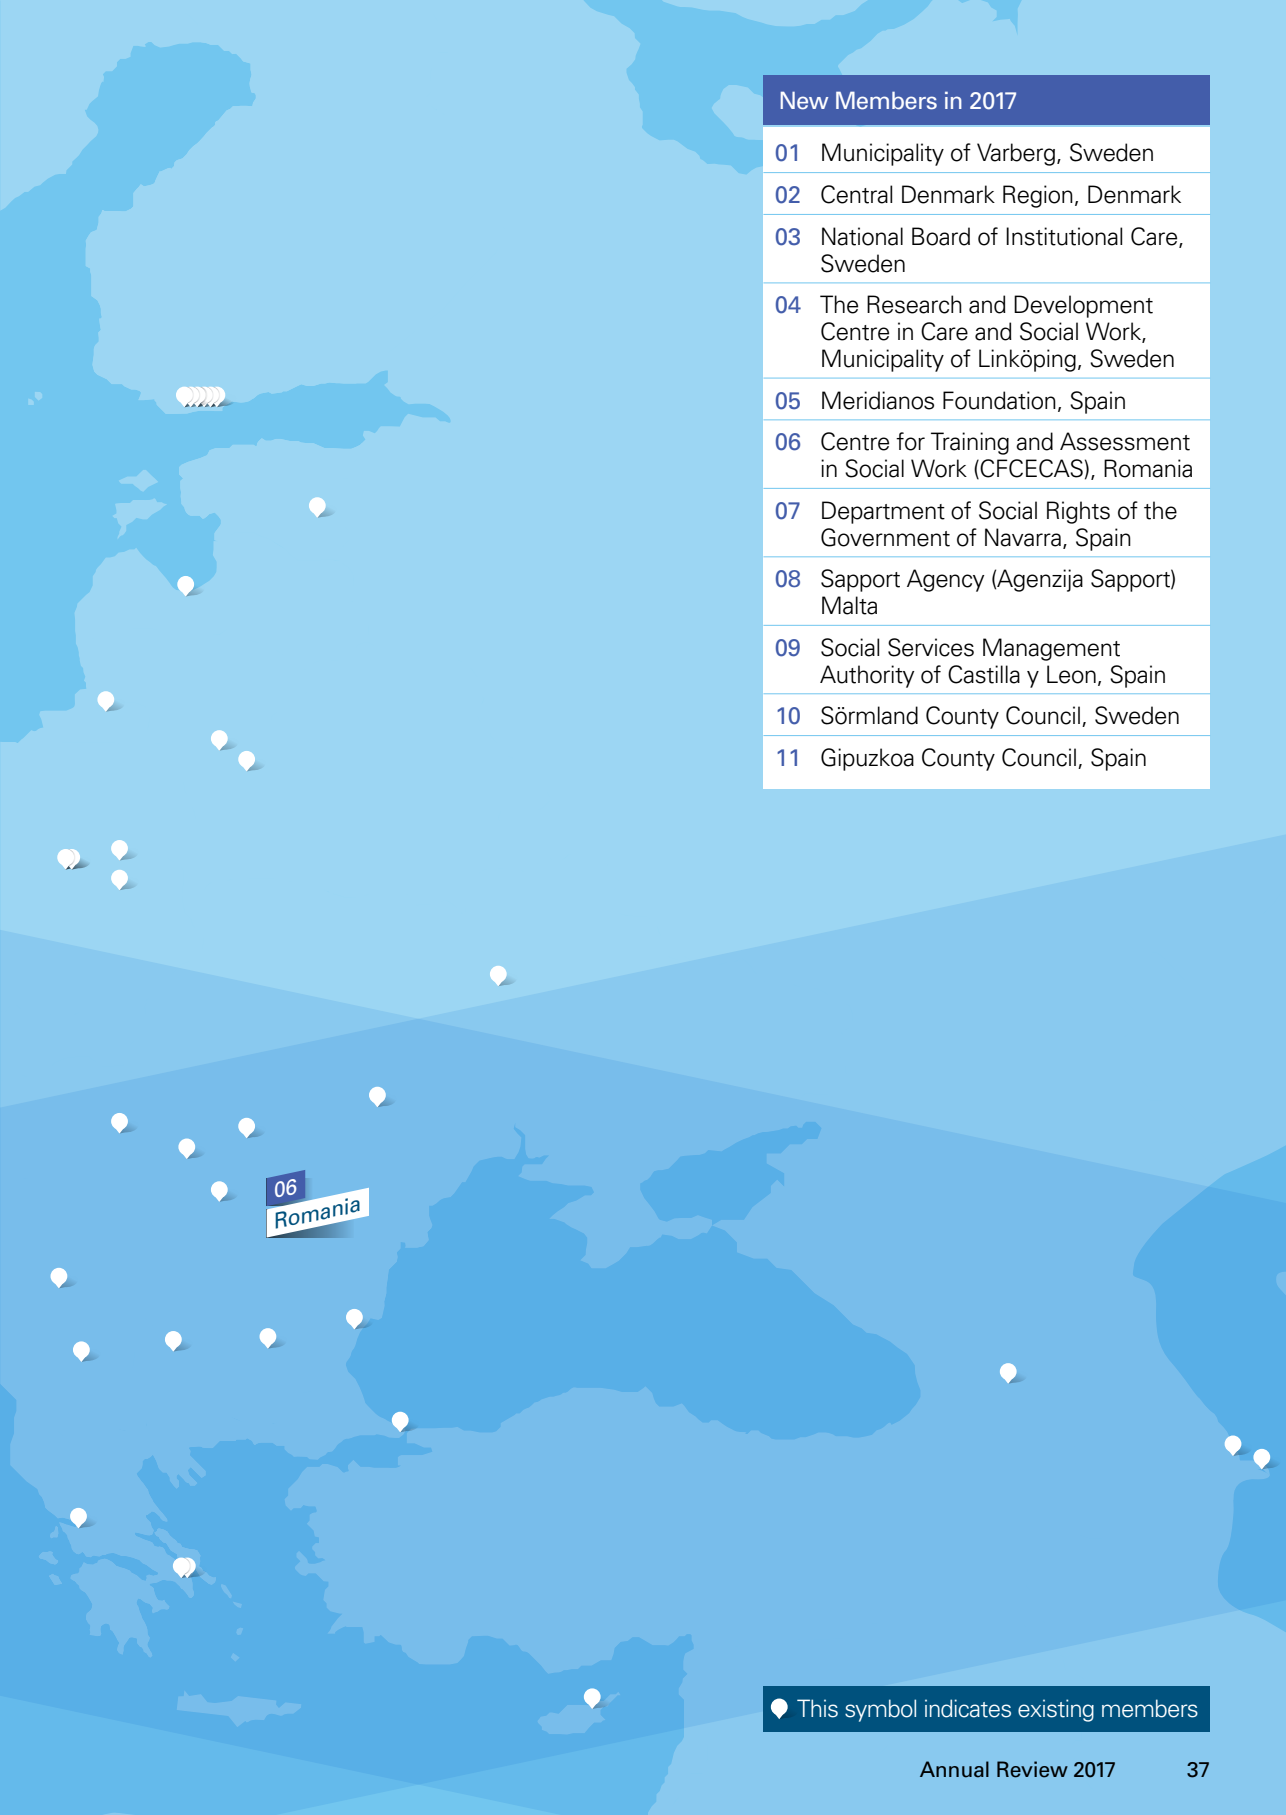 New Members in 2017
01 Municipality of Varberg, Sweden
02 Central Denmark Region, Denmark
03 National Board of Institutional Care,
Sweden
04 The Research and Development
Centre in Care and Social Work,
Municipality of Linköping, Sweden
05 Meridianos Foundation, Spain
06 Centre for Training and Assessment
in Social Work (CFCECAS), Romania
07 Department of Social Rights of the
Government of Navarra, Spain
08 Sapport Agency (Agenzija Sapport)
Malta
09 Social Services Management
Authority of Castilla y Leon, Spain
10 Sörmland County Council, Sweden
11 Gipuzkoa County Council, Spain
06
Romania
This symbol indicates existing members
Annual Review 2017 37